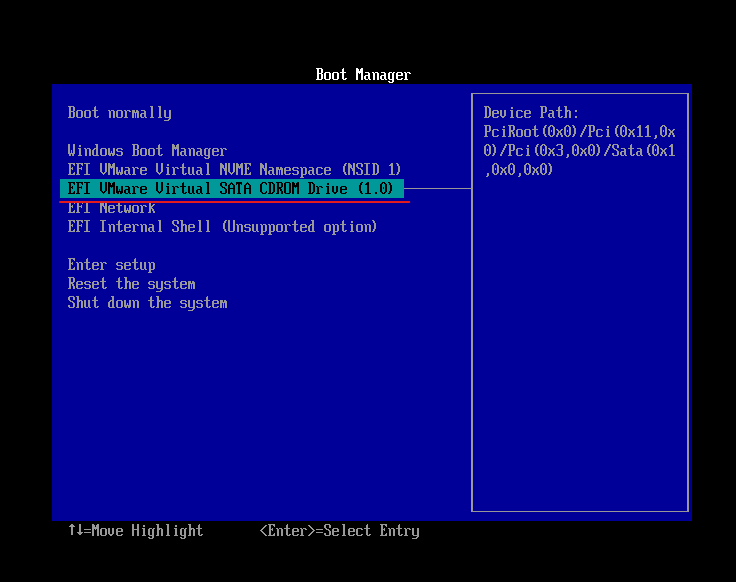 Boot Manager
Boot normally
Windows Boot Manager
EFI VMware Virtual NVME Namespace (NSID 1)
EFI VMware Virtual SATA CDROM Drive (1.0)
EFI Network
EFI Internal Shell (Unsupported option)
Enter setup
Reset the system
Shut down the system
Device Path:
PciRoot(0x0)/Pci(0x11,0x
0)/Pci(0x3,0x0)/Sata(0x1
,0x0,0x0)
↑↓=Move Highlight
<Enter>=Select Entry